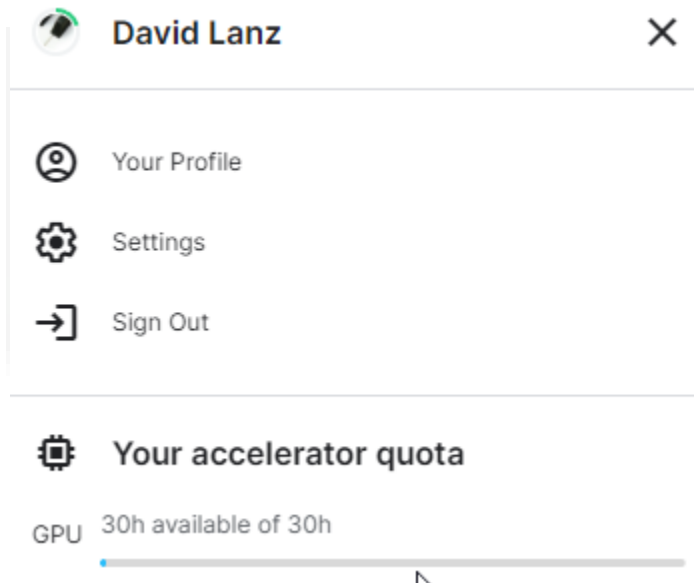 David Lanz
Your Profile
Settings
Sign Out
Your accelerator quota
GPU 30h available of 30h